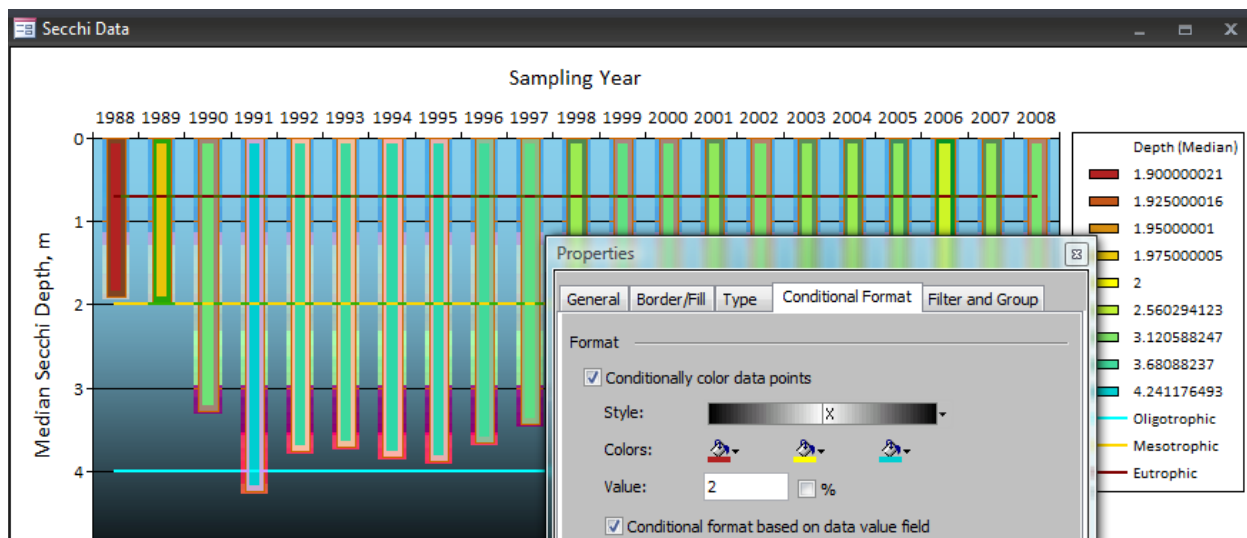 Secchi Data
Sampling Year
1988 1989 1990 1991 1992 1993 1994 1995 1996 1997 1998 1999 2000 2001 2002 2003 2004 2005 2006 2007 2008
Median Secchi Depth, m
0
1
2
3
4
Depth (Median)
1.900000021
1.925000016
1.95000001
1.975000005
2
2.560294123
3.120588247
3.68088237
4.241176493
Oligotrophic
Mesotrophic
Eutrophic
Properties
General Border/Fill Type Conditional Format Filter and Group
Format
Conditionally color data points
Style: X
Colors:
Value: 2 %
Conditional format based on data value field